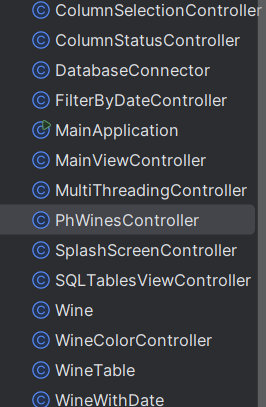 ColumnSelectionController
ColumnStatusController
DatabaseConnector
FilterByDateController
MainApplication
MainViewController
MultiThreadingController
PhWinesController
SplashScreenController
SQLTablesViewController
Wine
WineColorController
WineTable
WineWithDate